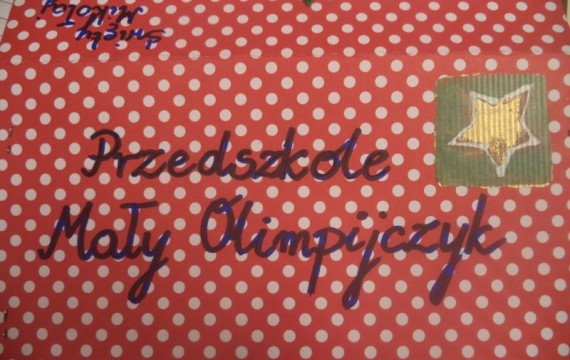 Święty
Mikołaj
Przedszkole
Mały Olimpijczyk